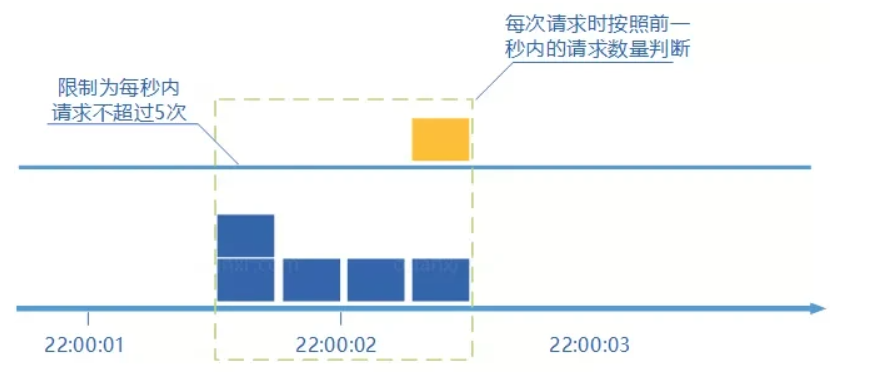 每次请求时按照前一
秒内的请求数量判断
限制为每秒内
请求不超过5次
22:00:01
22:00:02
22:00:03